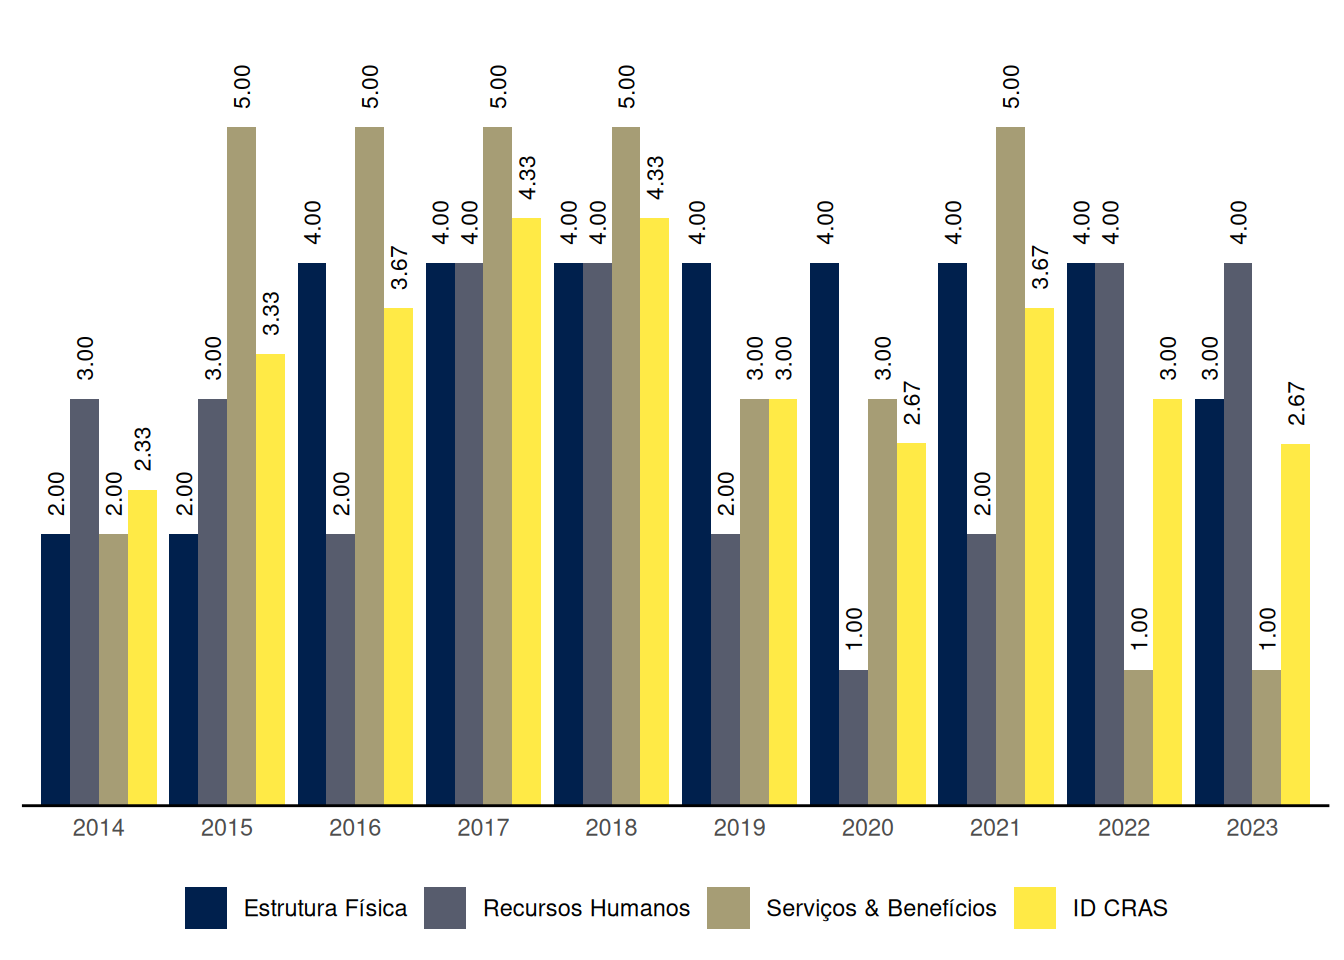 2.00 3.00 2.00 2.33
2.00 3.00 5.00 3.33
4.00 2.00 5.00 3.67
4.00 4.00 5.00 4.33
4.00 4.00 5.00 4.33
4.00 2.00 3.00 3.00
4.00 1.00 3.00 2.67
4.00 2.00 5.00 3.67
4.00 4.00 1.00 3.00
3.00 4.00 1.00 2.67
2014 2015 2016 2017 2018 2019 2020 2021 2022 2023
Estrutura Física Recursos Humanos Serviços & Benefícios ID CRAS